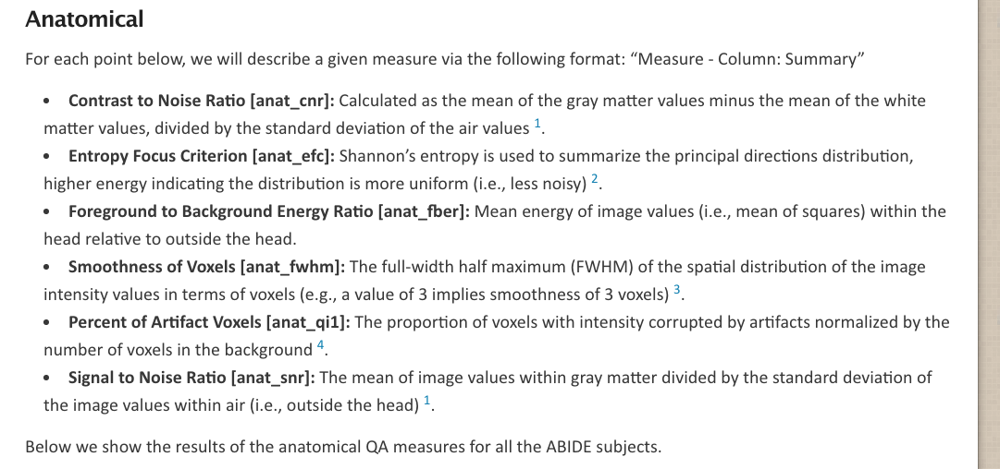 Anatomical
For each point below, we will describe a given measure via the following format: “Measure - Column: Summary”
• Contrast to Noise Ratio [anat_cnr]: Calculated as the mean of the gray matter values minus the mean of the white
matter values, divided by the standard deviation of the air values 1.
• Entropy Focus Criterion [anat_efc]: Shannon’s entropy is used to summarize the principal directions distribution,
higher energy indicating the distribution is more uniform (i.e., less noisy) 2.
• Foreground to Background Energy Ratio [anat_fber]: Mean energy of image values (i.e., mean of squares) within the
head relative to outside the head.
• Smoothness of Voxels [anat_fwhm]: The full-width half maximum (FWHM) of the spatial distribution of the image
intensity values in terms of voxels (e.g., a value of 3 implies smoothness of 3 voxels) 3.
• Percent of Artifact Voxels [anat_qi1]: The proportion of voxels with intensity corrupted by artifacts normalized by the
number of voxels in the background 4.
• Signal to Noise Ratio [anat_snr]: The mean of image values within gray matter divided by the standard deviation of
the image values within air (i.e., outside the head) 1.
Below we show the results of the anatomical QA measures for all the ABIDE subjects.